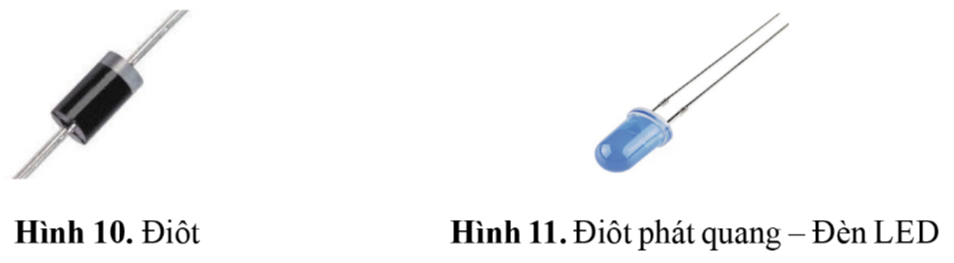 Hình 10. Điôt
Hình 11. Điôt phát quang – Đèn LED